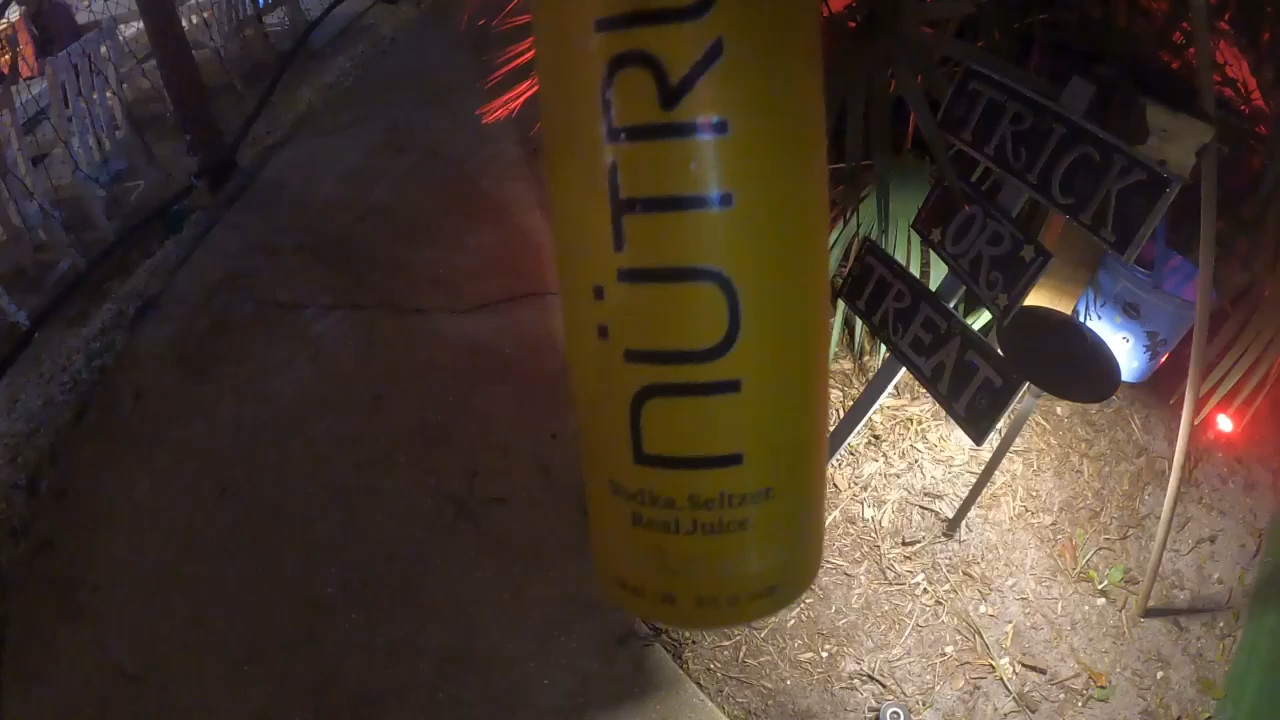 NÜTRL
Vodka. Seltzer.
Real Juice.
TRICK
OR
TREAT